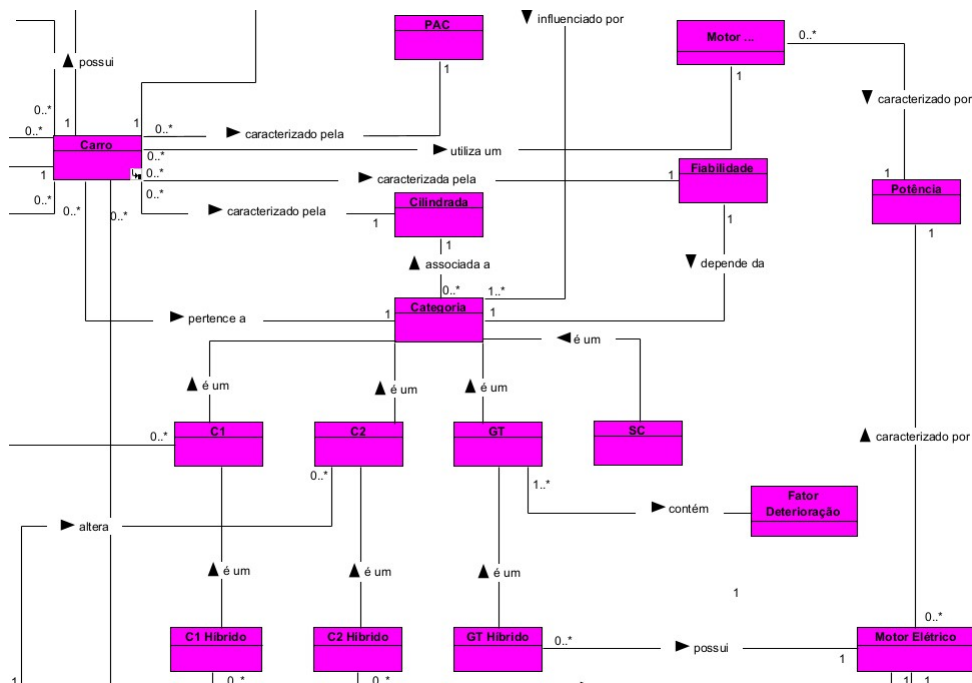 PAC
influenciado por
Motor ...
0..*
possui
1
1
caracterizado por
0..*
0..*
1
1
0..*
caracterizado pela
Carro
utiliza um
0..*
1
0..*
caracterizada pela
1
Fiabilidade
1
Potência
0..*
0..*
0..*
0..*
caracterizado pela
1
Cilindrada
1
1
1
associada a
depende da
0..*
1..*
Categoria
pertence a
1
1
é um
é um
é um
é um
0..*
C1
C2
GT
SC
caracterizado por
0..*
1..*
Fator
Deterioração
contém
altera
é um
é um
é um
1
0..*
C1 Híbrido
C2 Híbrido
GT Híbrido
0..*
possui
1
Motor Elétrico
1
0..*
0..*
1
1